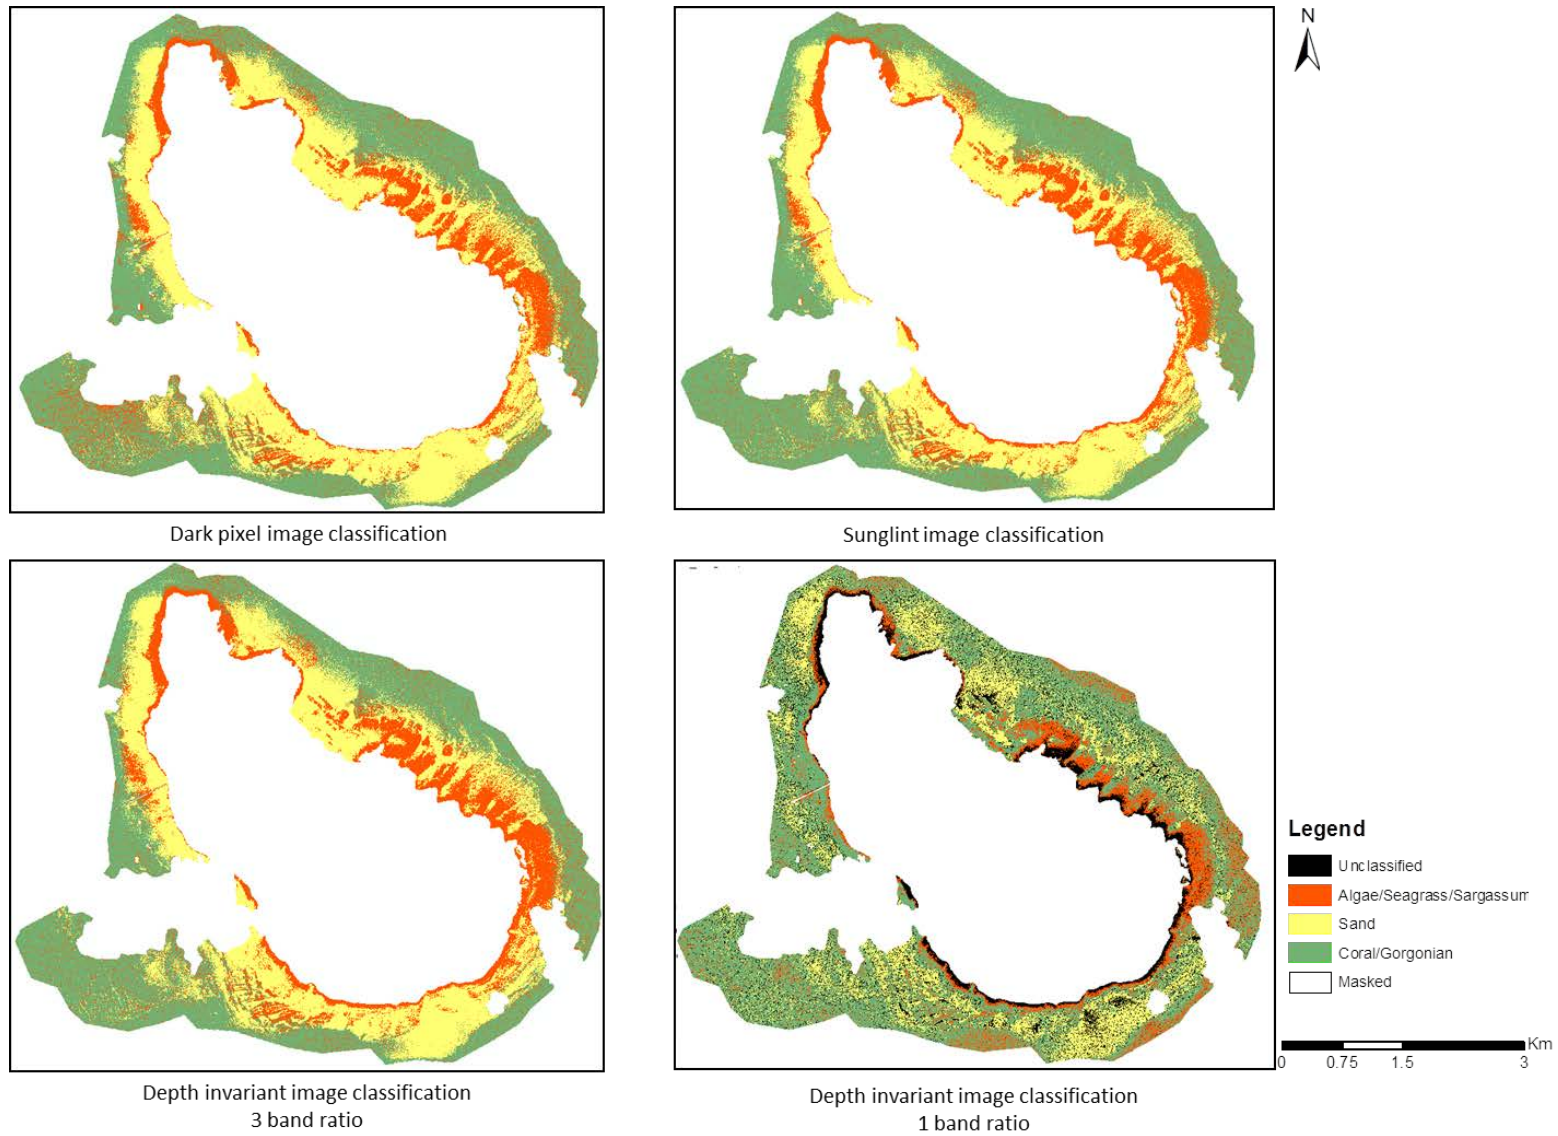 N
Dark pixel image classification
Sunglint image classification
Depth invariant image classification
3 band ratio
Depth invariant image classification
1 band ratio
Legend
Unclassified
Algae/Seagrass/Sargassum
Sand
Coral/Gorgonian
Masked
Km
0 0.75 1.5 3